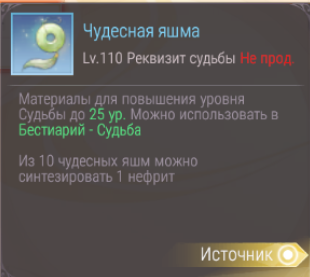 Чудесная яшма
Lv.110 Реквизит судьбы Не прод.
Материалы для повышения уровня
Судьбы до 25 ур. Можно использовать в
Бестиарий - Судьба
Из 10 чудесных яшм можно
синтезировать 1 нефрит
Источник